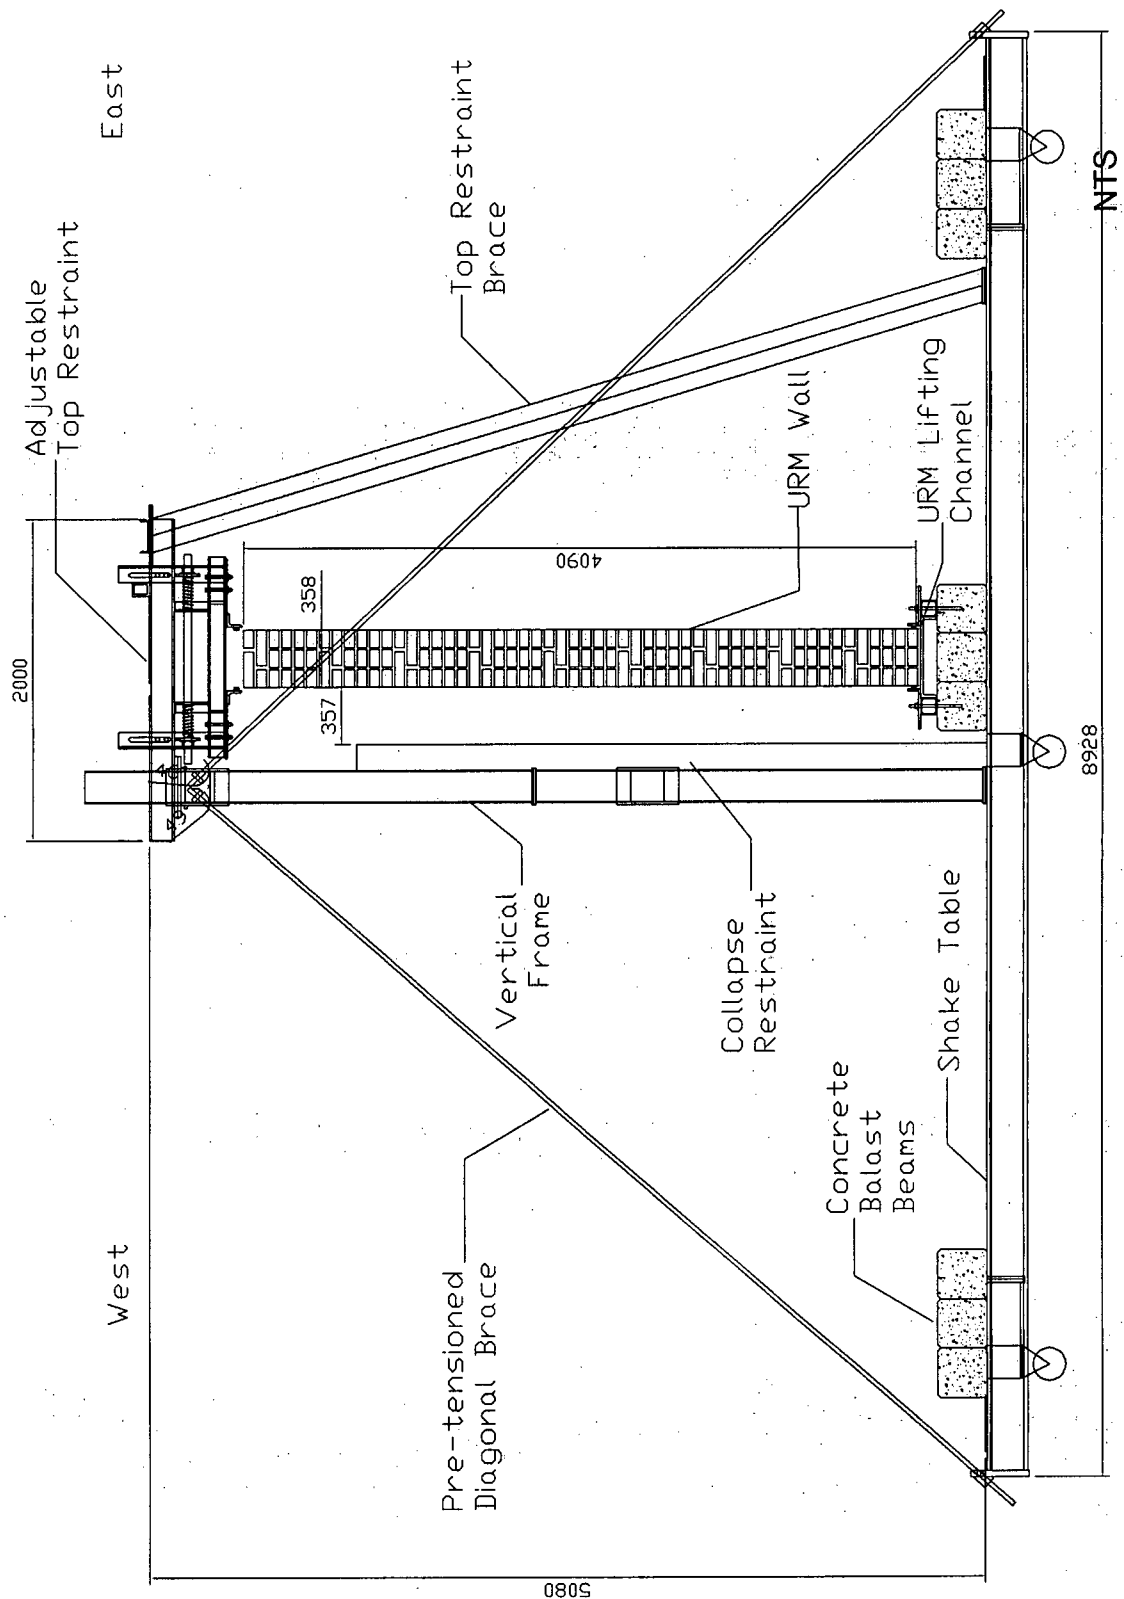 West
East
Adjustable
Top Restraint
2000
Top Restraint
Brace
358
357
4090
URM Wall
URM Lifting
Channel
Pre-tensioned
Diagonal Brace
Vertical
Frame
Collapse
Restraint
Concrete
Balast
Beams
Shake Table
5080
8928
NTS